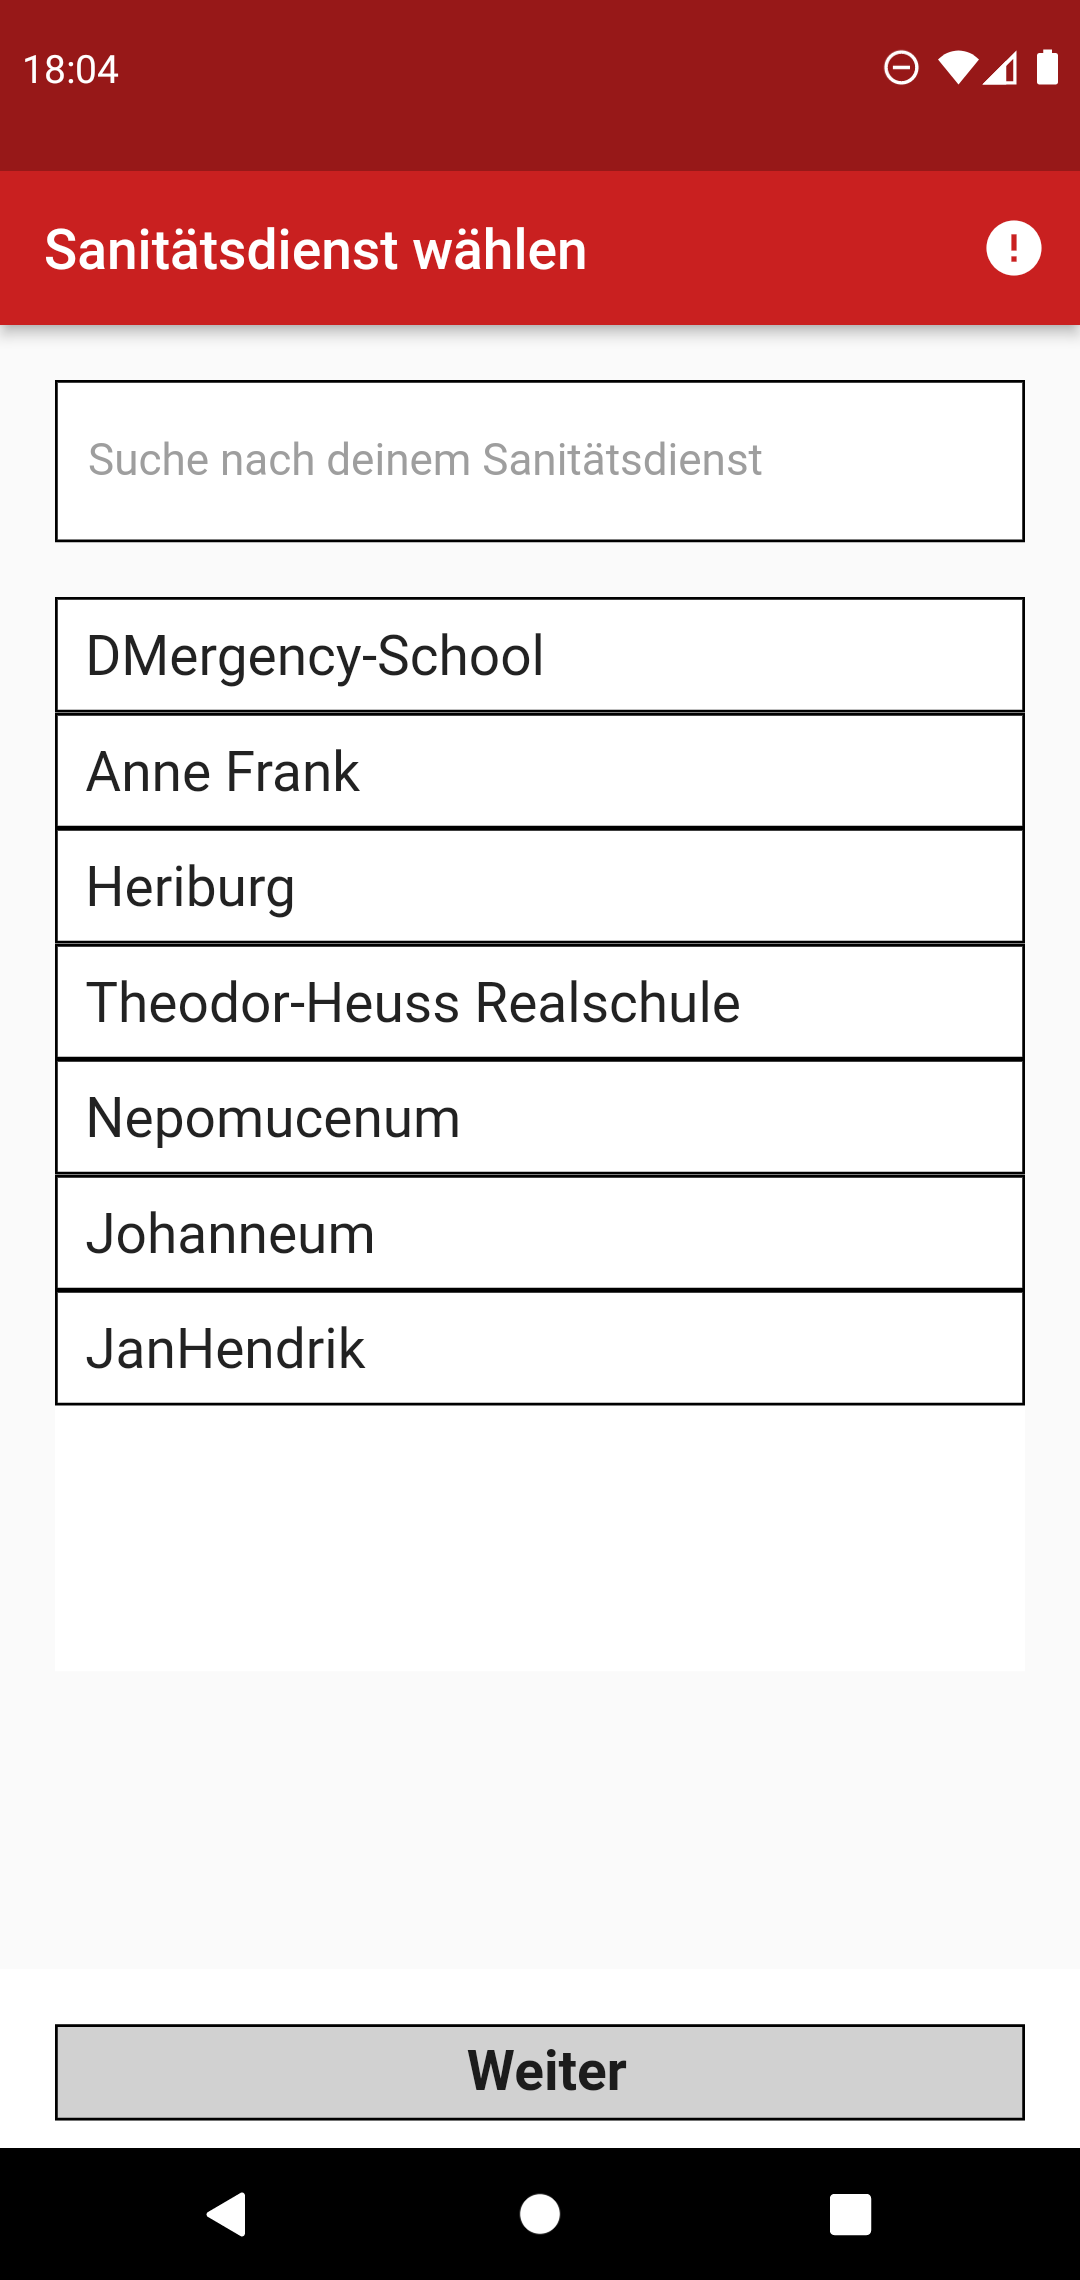 18:04
Sanitätsdienst wählen
Suche nach deinem Sanitätsdienst
DMergency-School
Anne Frank
Heriburg
Theodor-Heuss Realschule
Nepomucenum
Johanneum
JanHendrik
Weiter